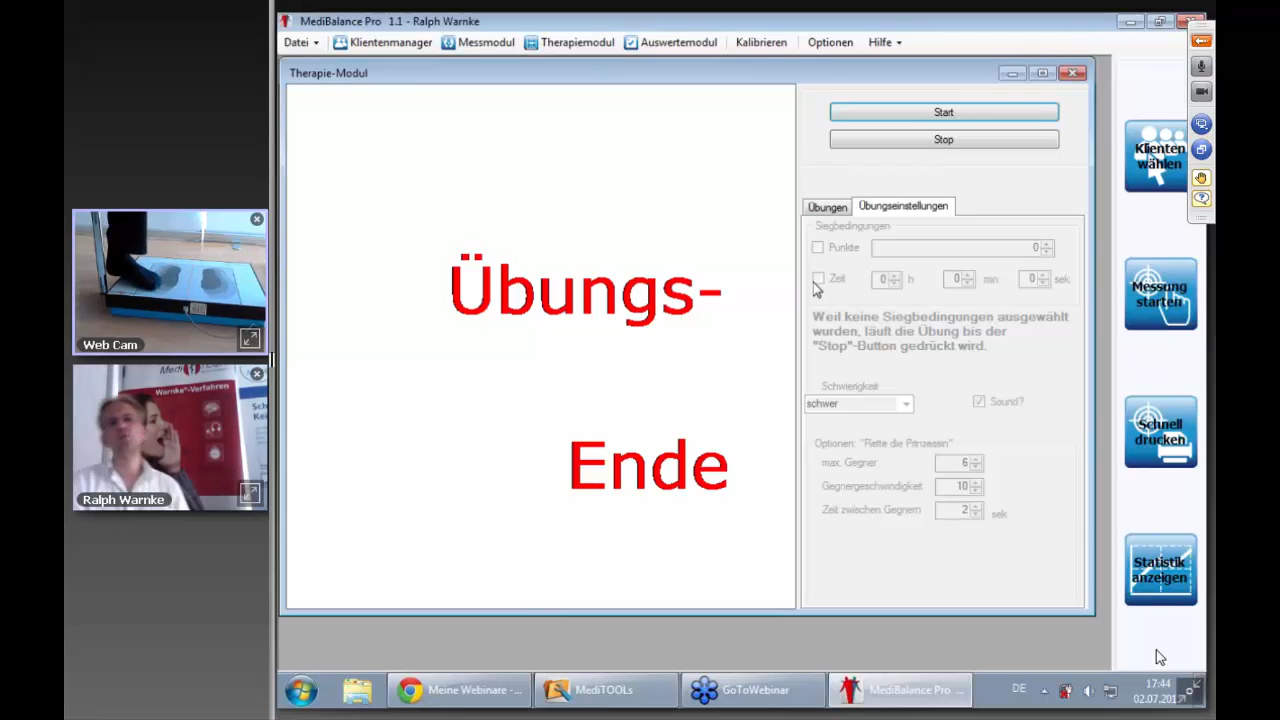 MediBalance Pro 1.1 - Ralph Warnke
Datei Klientenmanager Messmodul Therapiemodul Auswertemodul Kalibrieren Optionen Hilfe
Therapie-Modul
Start
Stop
Übungen Übungseinstellungen
Siegbedingungen
Punkte 0
Zeit 0 h 0 min 0 sek
Weil keine Siegbedingungen ausgewählt
wurden, läuft die Übung bis der
"Stop"-Button gedrückt wird.
Schwierigkeit
schwer Sound?
Optionen: "Rette die Prinzessin"
max. Gegner 6
Gegnergeschwindigkeit 10
Zeit zwischen Gegnern 2 sek
Übungs-
Ende
Klienten
wählen
Messung
starten
Schnell
drucken
Statistik
anzeigen
Web Cam
Warnke®-Verfahren
Ralph Warnke
Meine Webinare - ... MediTOOLs GoToWebinar MediBalance Pro ... DE 17:44